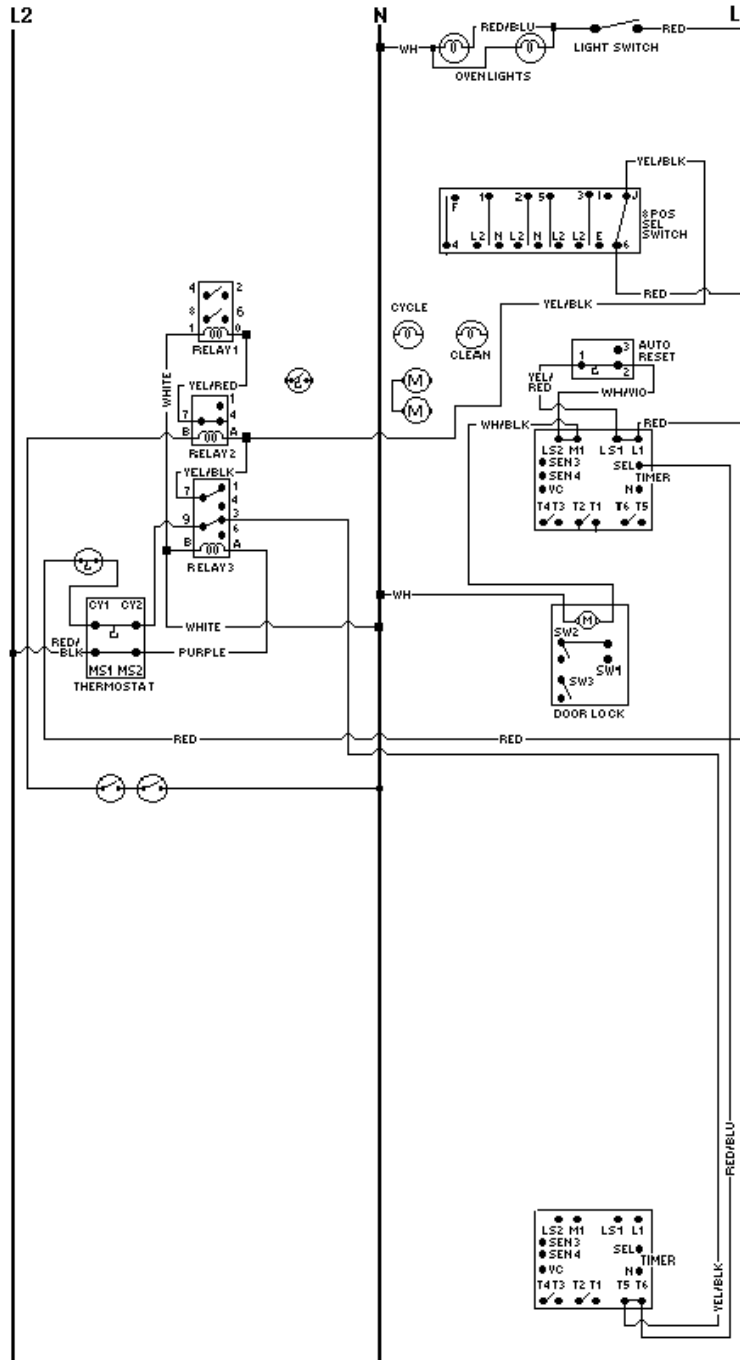 L2 N L
RED/BLU
WH RED
LIGHT SWITCH
OVEN LIGHTS
YEL/BLK
1 2 5 3 I J
F
8 POS
SEL
SWITCH
4 L2 N L2 N L2 L2 E 6
RED
YEL/BLK
4 2
8 6
1 0
RELAY 1
CYCLE
CLEAN
WHITE
3
AUTO
RESET
1
2
YEL/
RED
WH/VIO
M
M
YEL/RED
1
7 4
B A
RELAY2
WH/BLK RED
LS2 M1 LS1 L1
SEN3 SEL
TIMER
SEN4
VC N
T4 T3 T2 T1 T6 T5
YEL/BLK
7 1
4
9 3
6
B A
RELAY3
CY1 CY2
WH
M
SW2
SW4
SW3
DOOR LOCK
WHITE
RED/
BLK
PURPLE
MS1 MS2
THERMOSTAT
RED RED
RED/BLU
LS2 M1 LS1 L1
SEN3
SEL
TIMER
SEN4
VC N
T4 T3 T2 T1 T5 T6
YEL/BLK